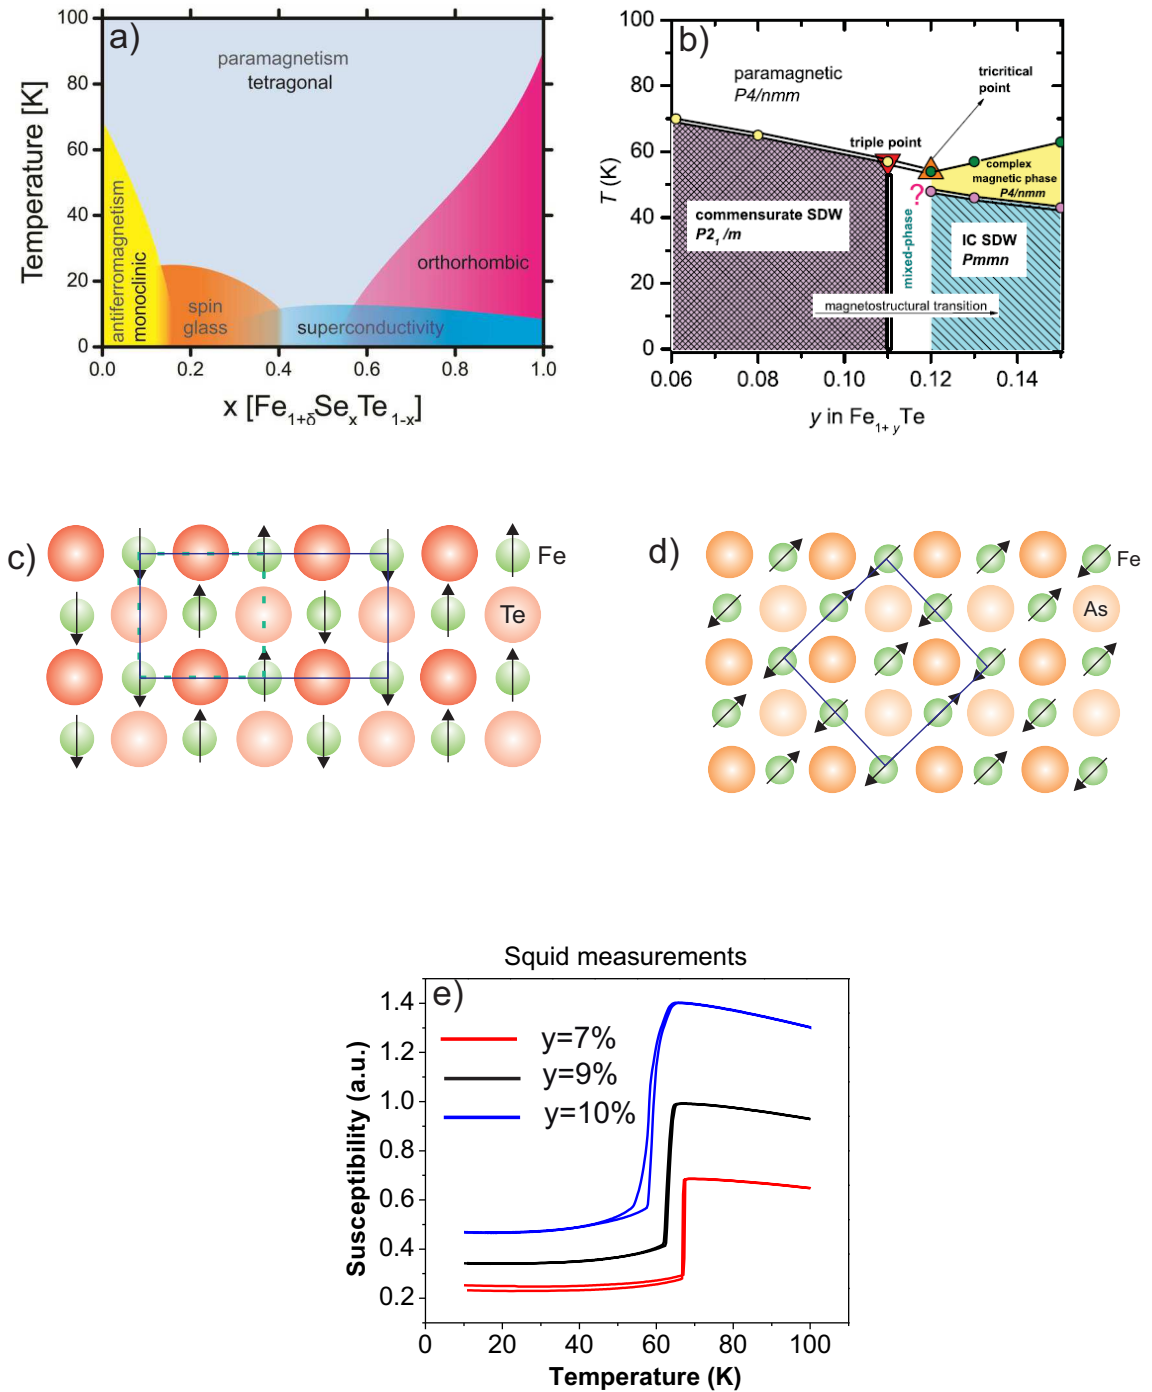 a)
100
80
60
40
20
0
Temperature [K]
paramagnetism
tetragonal
antiferromagnetism
monoclinic
spin
glass
superconductivity
orthorhombic
0.0 0.2 0.4 0.6 0.8 1.0
x [Fe1+δSexTe1-x]
b)
100
80
60
40
20
0
T (K)
paramagnetic
P4/nmm
tricritical
point
triple point
complex
magnetic phase
P4/nmm
?
commensurate SDW
P21/m
mixed-phase
IC SDW
Pmmn
magnetostructural transition
0.06 0.08 0.10 0.12 0.14
y in Fe1+yTe
c)
Fe
Te
d)
Fe
As
Squid measurements
e)
1.4
1.2
1.0
0.8
0.6
0.4
0.2
Susceptibility (a.u.)
y=7%
y=9%
y=10%
0 20 40 60 80 100
Temperature (K)